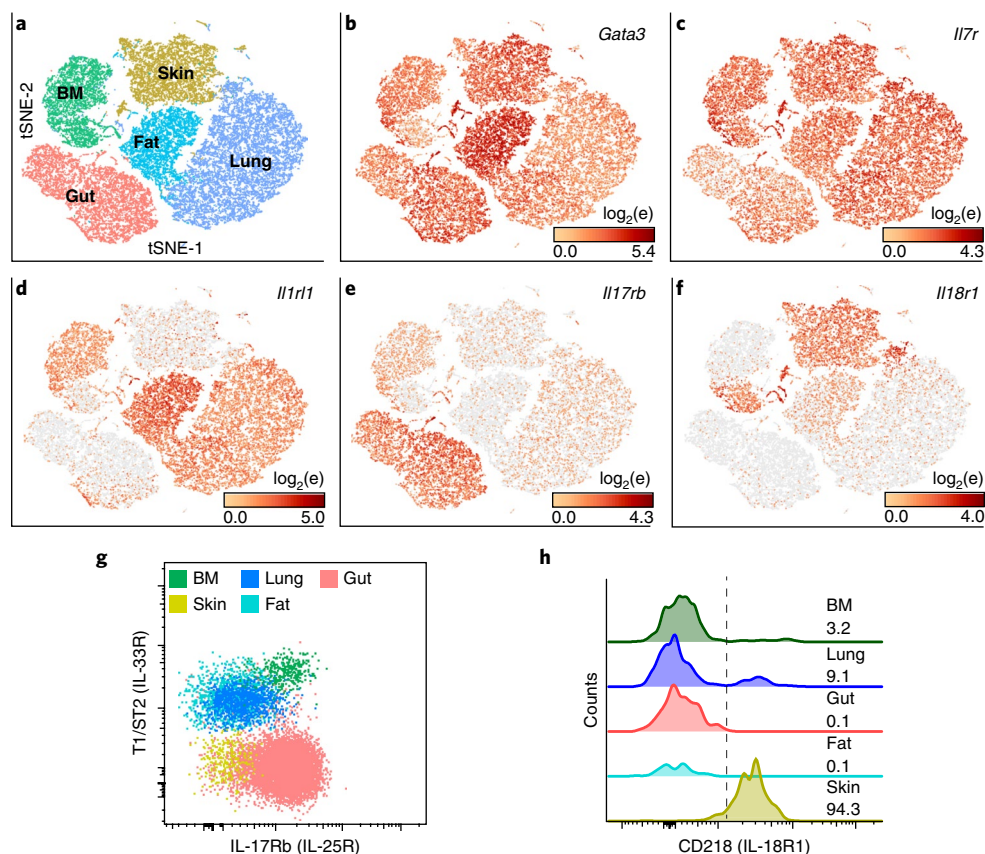 a
tSNE-2
BM
Skin
Fat
Lung
Gut
tSNE-1
b
Gata3
log2(e)
0.0 5.4
c
Il7r
log2(e)
0.0 4.3
d
Il1rl1
log2(e)
0.0 5.0
e
Il17rb
log2(e)
0.0 4.3
f
Il18r1
log2(e)
0.0 4.0
g
BM Lung Gut
Skin Fat
T1/ST2 (IL-33R)
IL-17Rb (IL-25R)
h
Counts
BM
3.2
Lung
9.1
Gut
0.1
Fat
0.1
Skin
94.3
CD218 (IL-18R1)